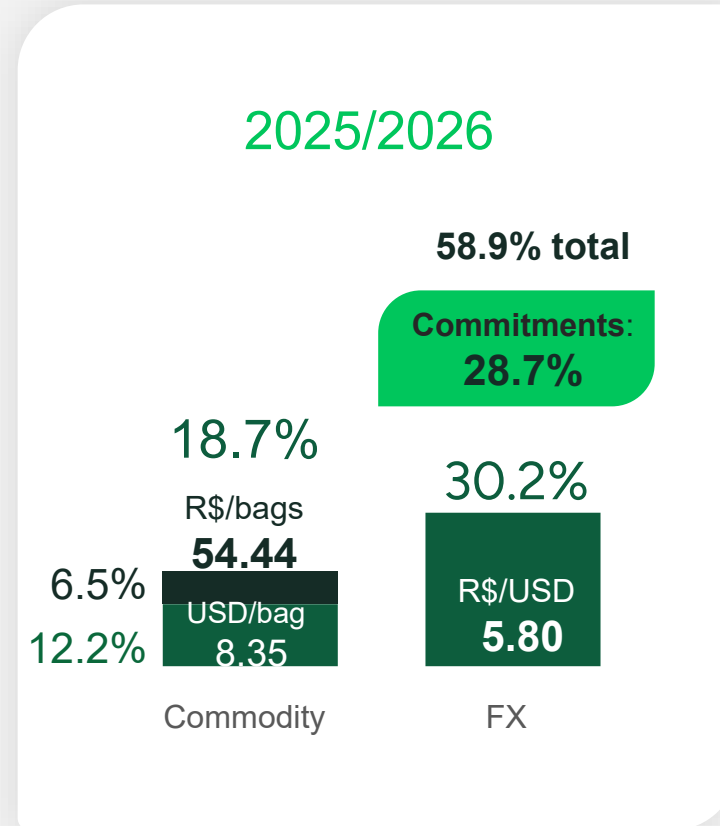 2025/2026
58.9% total
Commitments:
28.7%
18.7%
30.2%
R$/bags
54.44
6.5%
USD/bag
8.35
12.2%
R$/USD
5.80
Commodity
FX